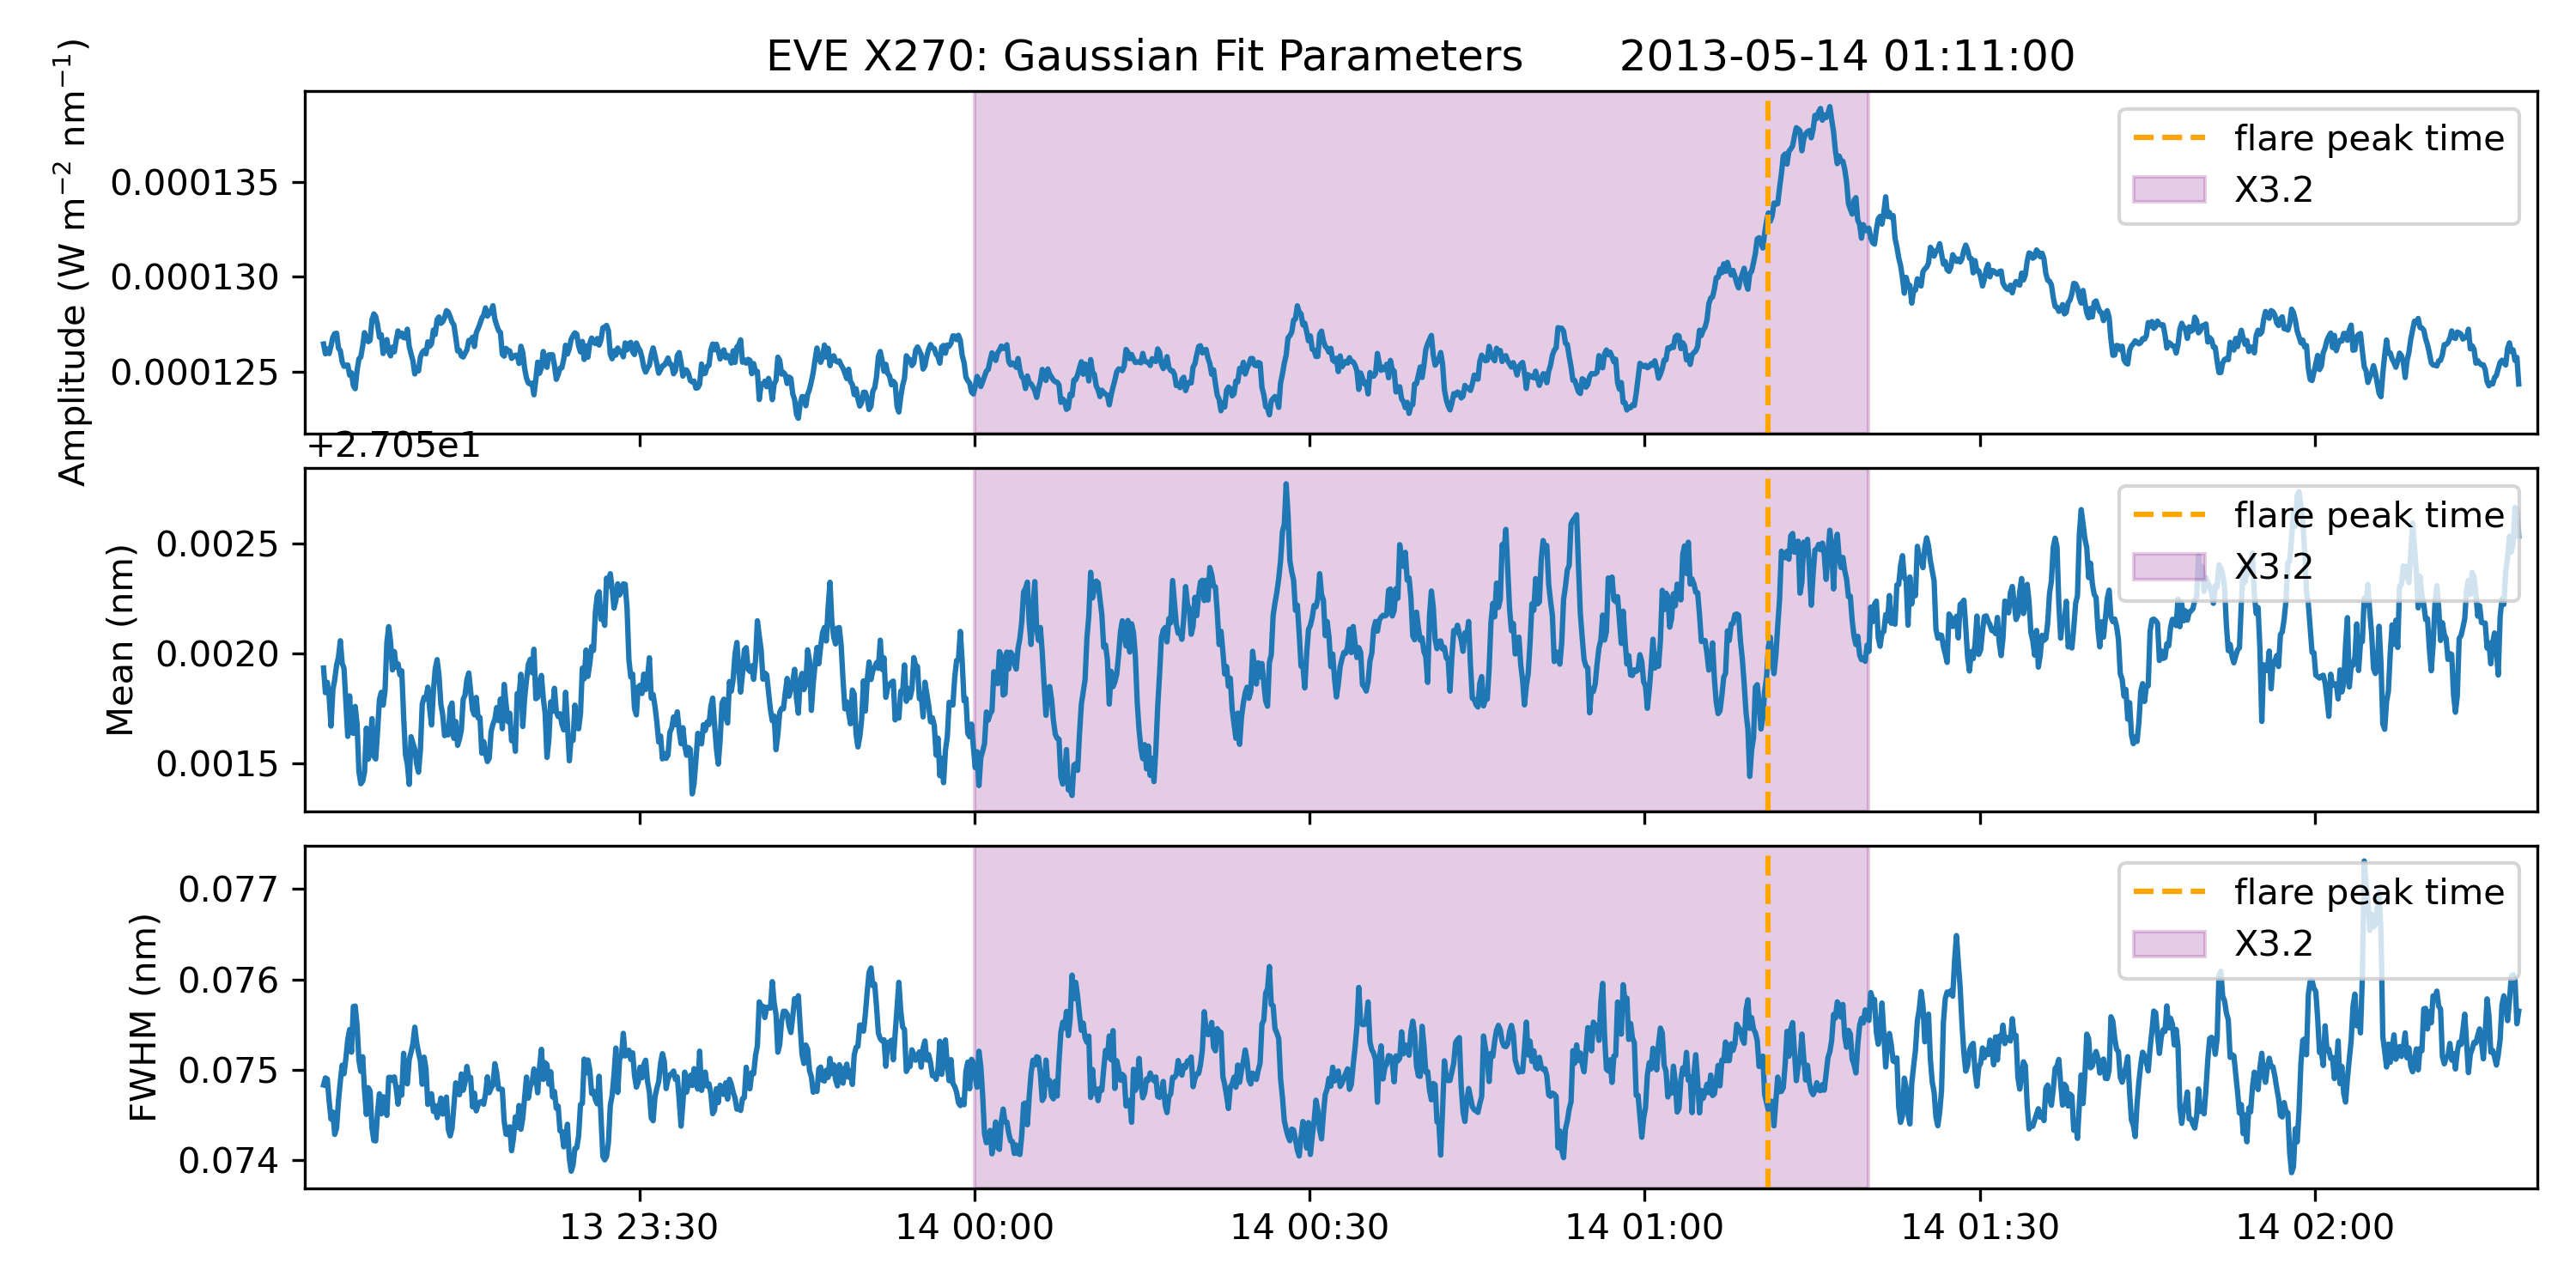 EVE X270: Gaussian Fit Parameters 2013-05-14 01:11:00
Amplitude (W m⁻² nm⁻¹)
0.000135
0.000130
0.000125
flare peak time
X3.2
+2.705e1
Mean (nm)
0.0025
0.0020
0.0015
flare peak time
X3.2
FWHM (nm)
0.077
0.076
0.075
0.074
flare peak time
X3.2
13 23:30
14 00:00
14 00:30
14 01:00
14 01:30
14 02:00